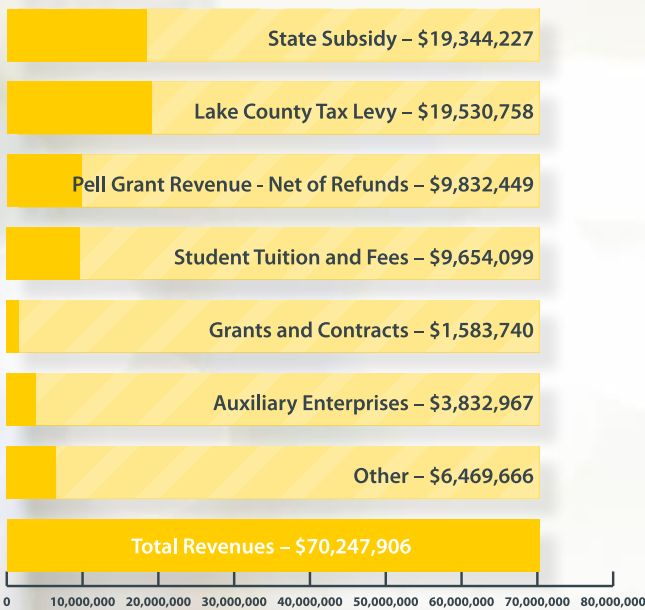 State Subsidy – $19,344,227
Lake County Tax Levy – $19,530,758
Pell Grant Revenue - Net of Refunds – $9,832,449
Student Tuition and Fees – $9,654,099
Grants and Contracts – $1,583,740
Auxiliary Enterprises – $3,832,967
Other – $6,469,666
Total Revenues – $70,247,906
0 10,000,000 20,000,000 30,000,000 40,000,000 50,000,000 60,000,000 70,000,000 80,000,000